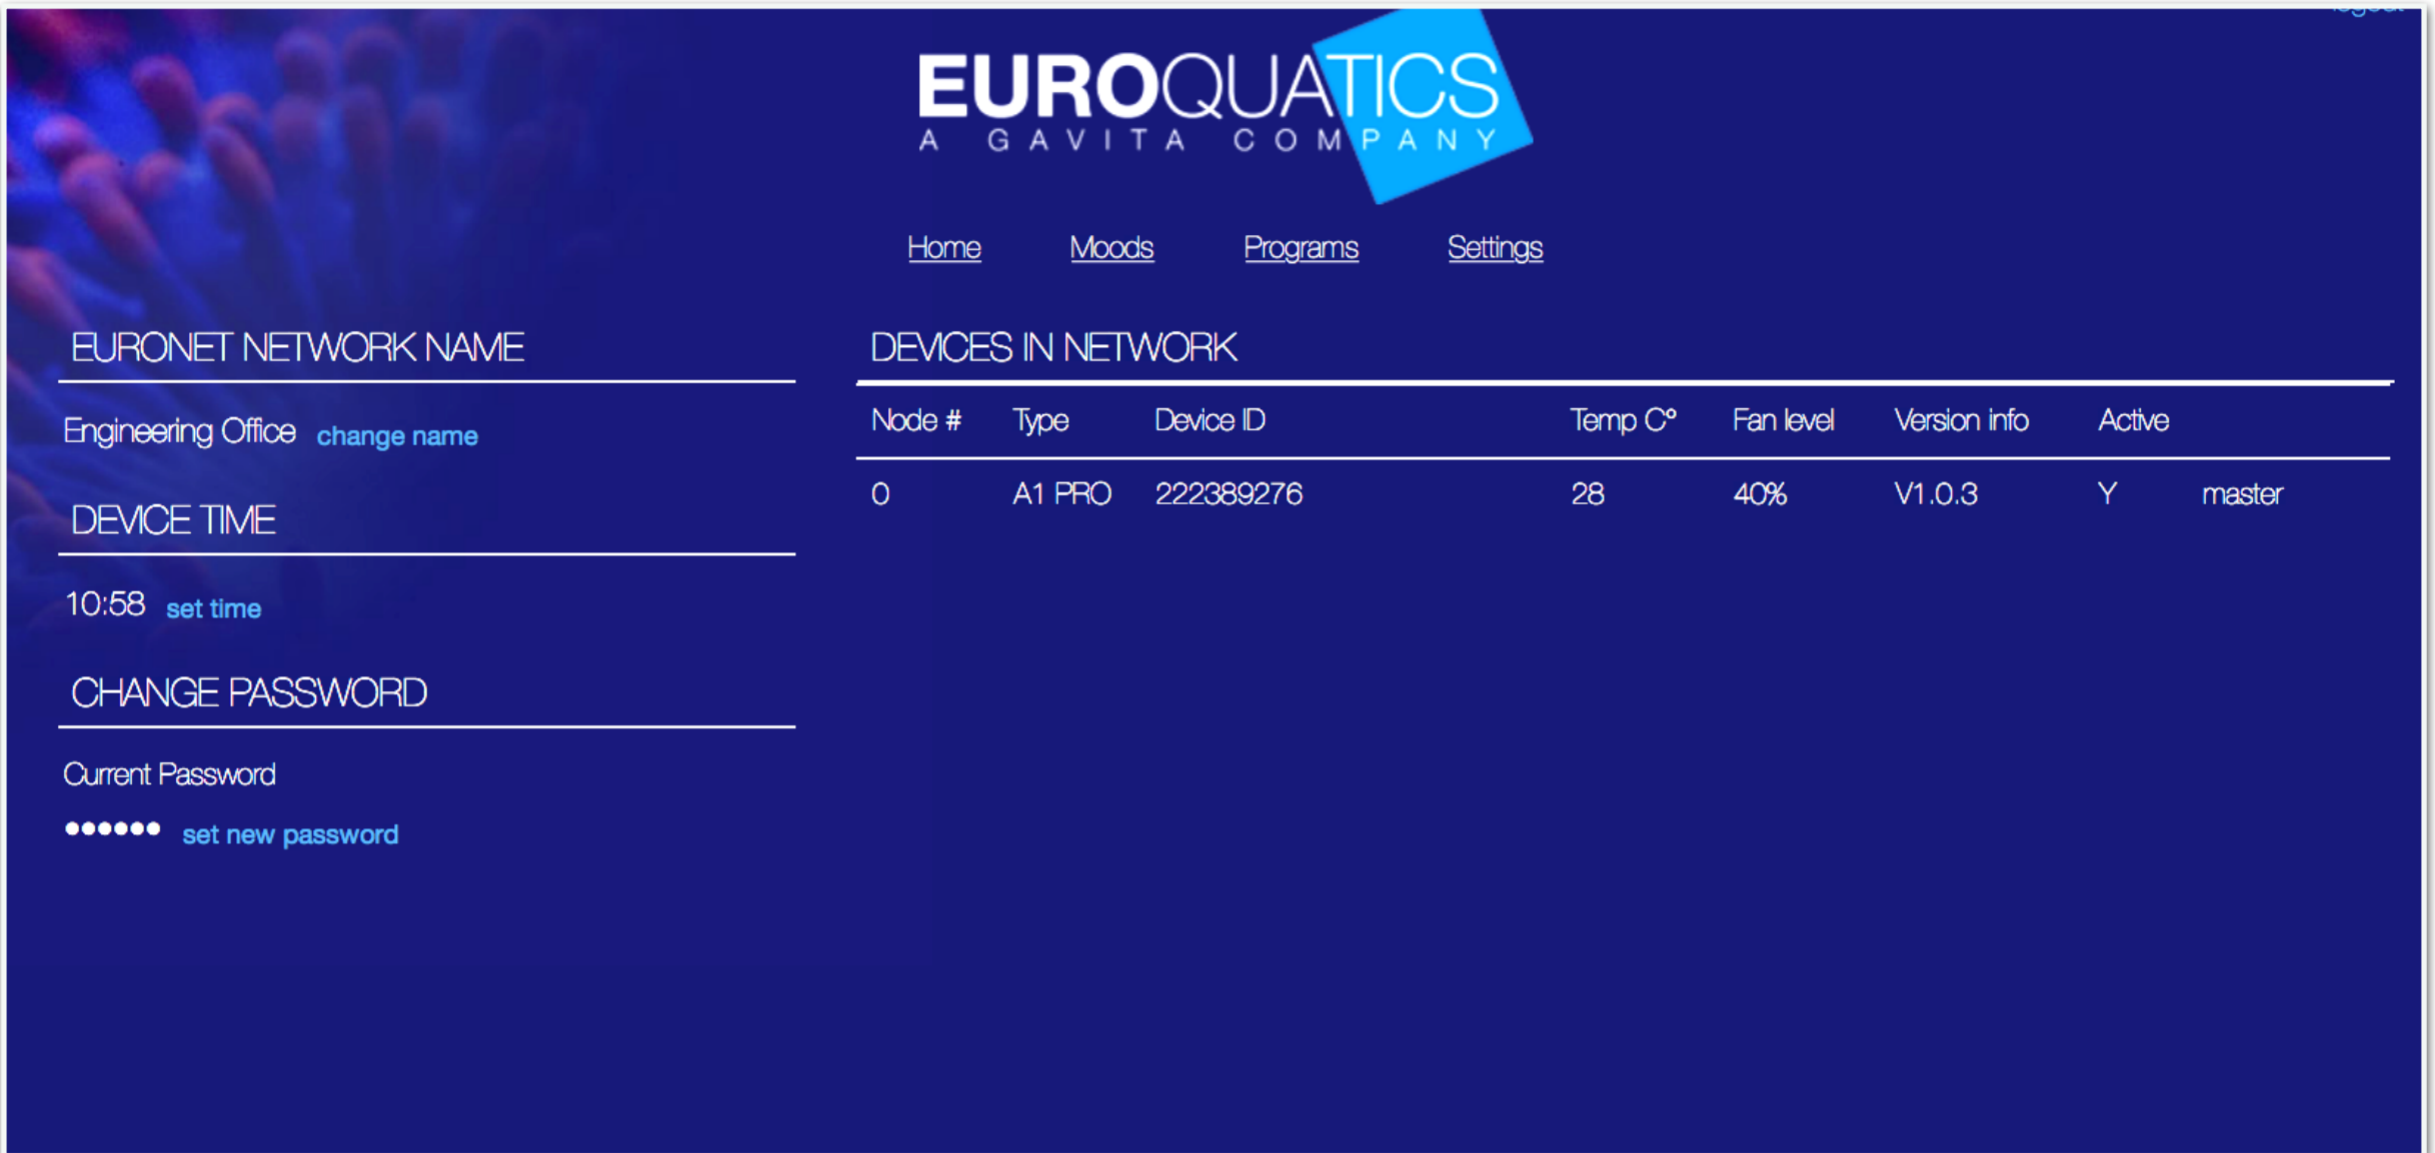 logout
EUROQUATICS
A GAVITA COMPANY
Home Moods Programs Settings
EURONET NETWORK NAME
Engineering Office change name
DEVICE TIME
10:58 set time
CHANGE PASSWORD
Current Password
•••••• set new password
DEVICES IN NETWORK
Node # Type Device ID Temp Cº Fan level Version info Active
0 A1 PRO 222389276 28 40% V1.0.3 Y master